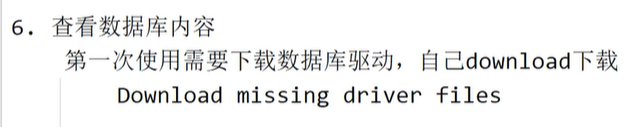 6. 查看数据库内容
第一次使用需要下载数据库驱动，自己download下载
Download missing driver files